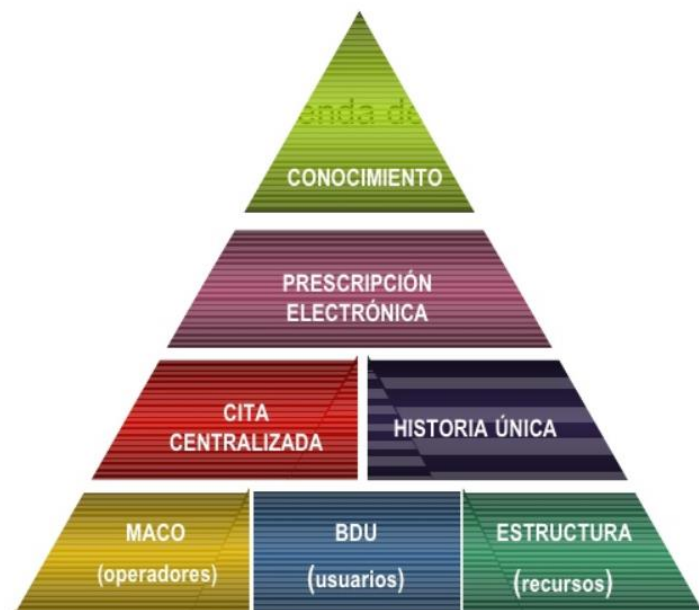 CONOCIMIENTO
PRESCRIPCIÓN
ELECTRÓNICA
CITA
CENTRALIZADA
HISTORIA ÚNICA
MACO
(operadores)
BDU
(usuarios)
ESTRUCTURA
(recursos)